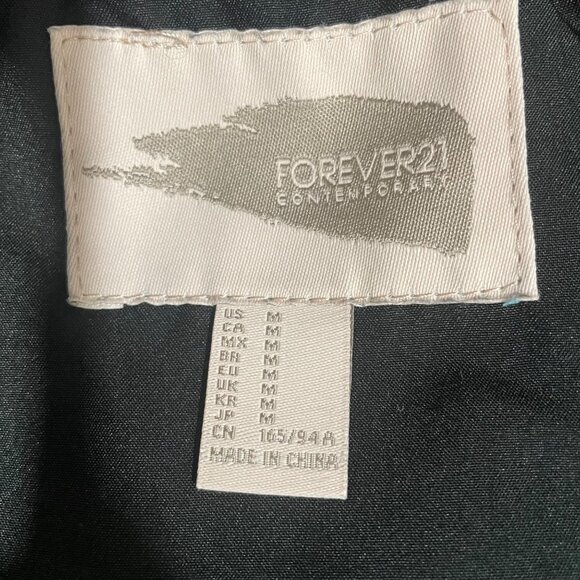 FOREVER21
CONTEMPORARY
US M
CA M
MX M
BR M
EU M
UK M
KR M
JP M
CN 165/94A
MADE IN CHINA